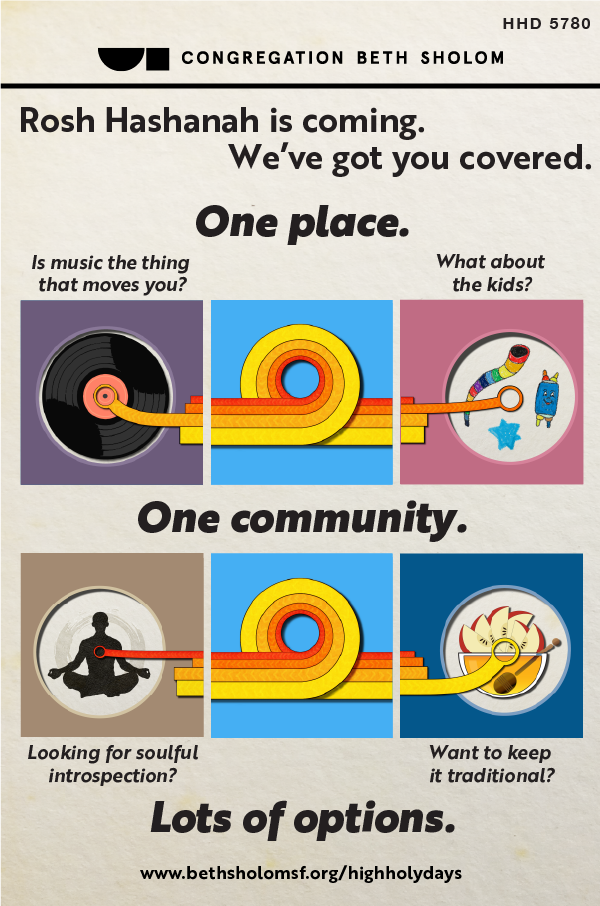 HHD 5780
CONGREGATION BETH SHOLOM
Rosh Hashanah is coming.
We've got you covered.
One place.
Is music the thing
that moves you?
What about
the kids?
One community.
Looking for soulful
introspection?
Want to keep
it traditional?
Lots of options.
www.bethsholomsf.org/highholydays